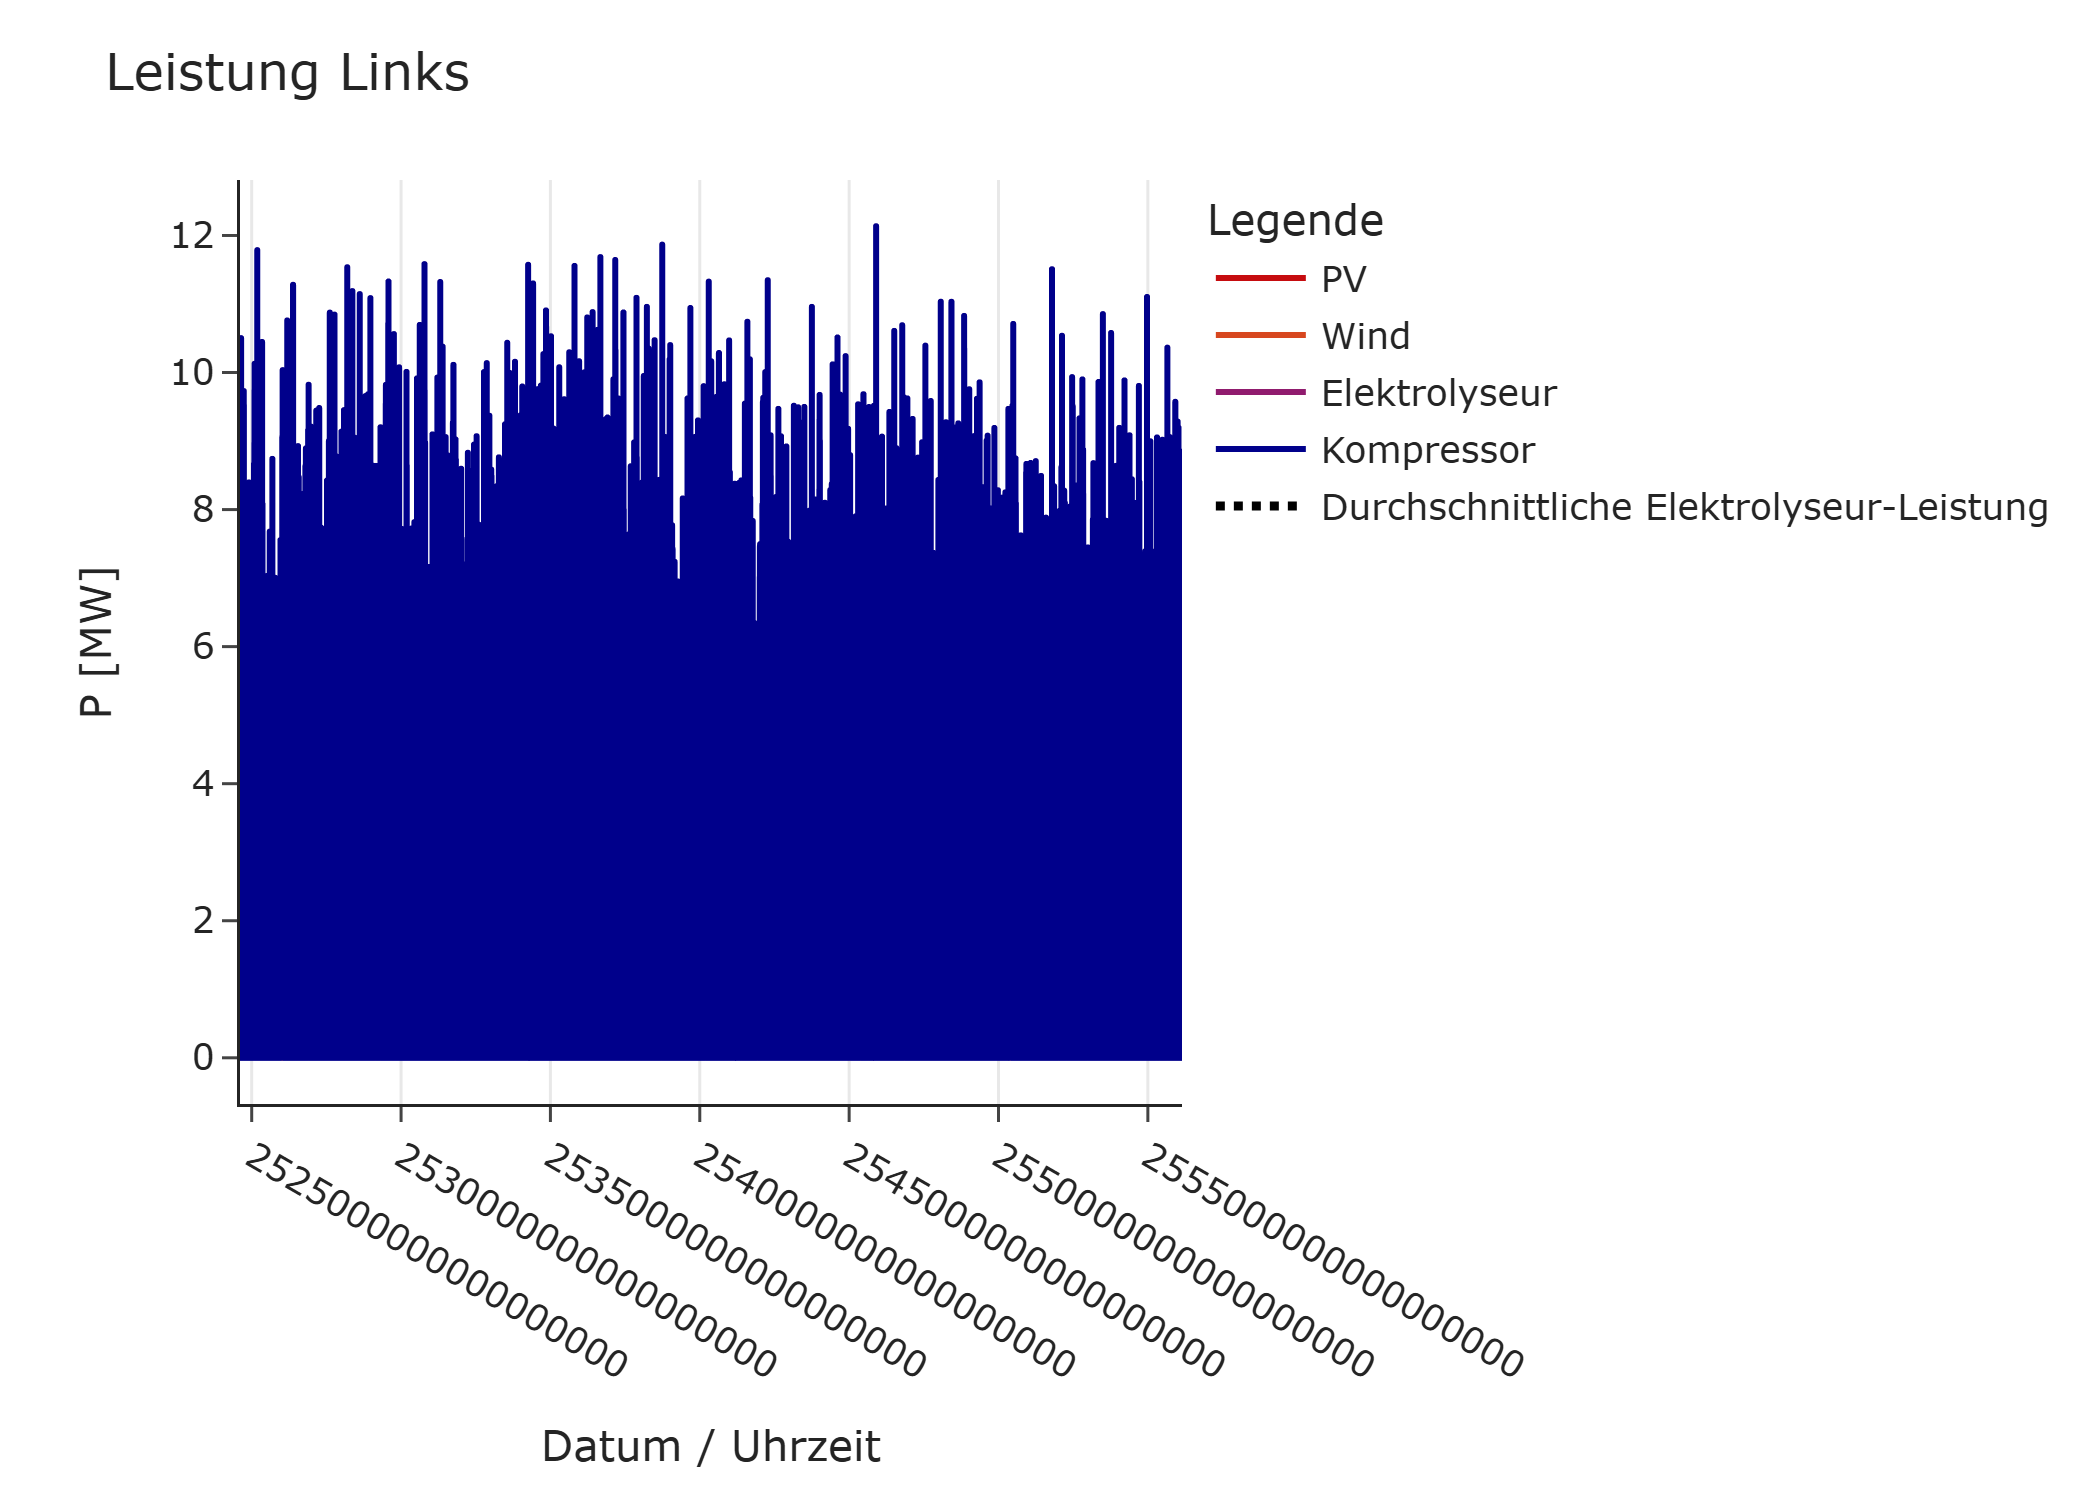 Leistung Links
P [MW]
12
10
8
6
4
2
0
2525000000000000000
2530000000000000000
2535000000000000000
2540000000000000000
2545000000000000000
2550000000000000000
2555000000000000000
Datum / Uhrzeit
Legende
PV
Wind
Elektrolyseur
Kompressor
Durchschnittliche Elektrolyseur-Leistung